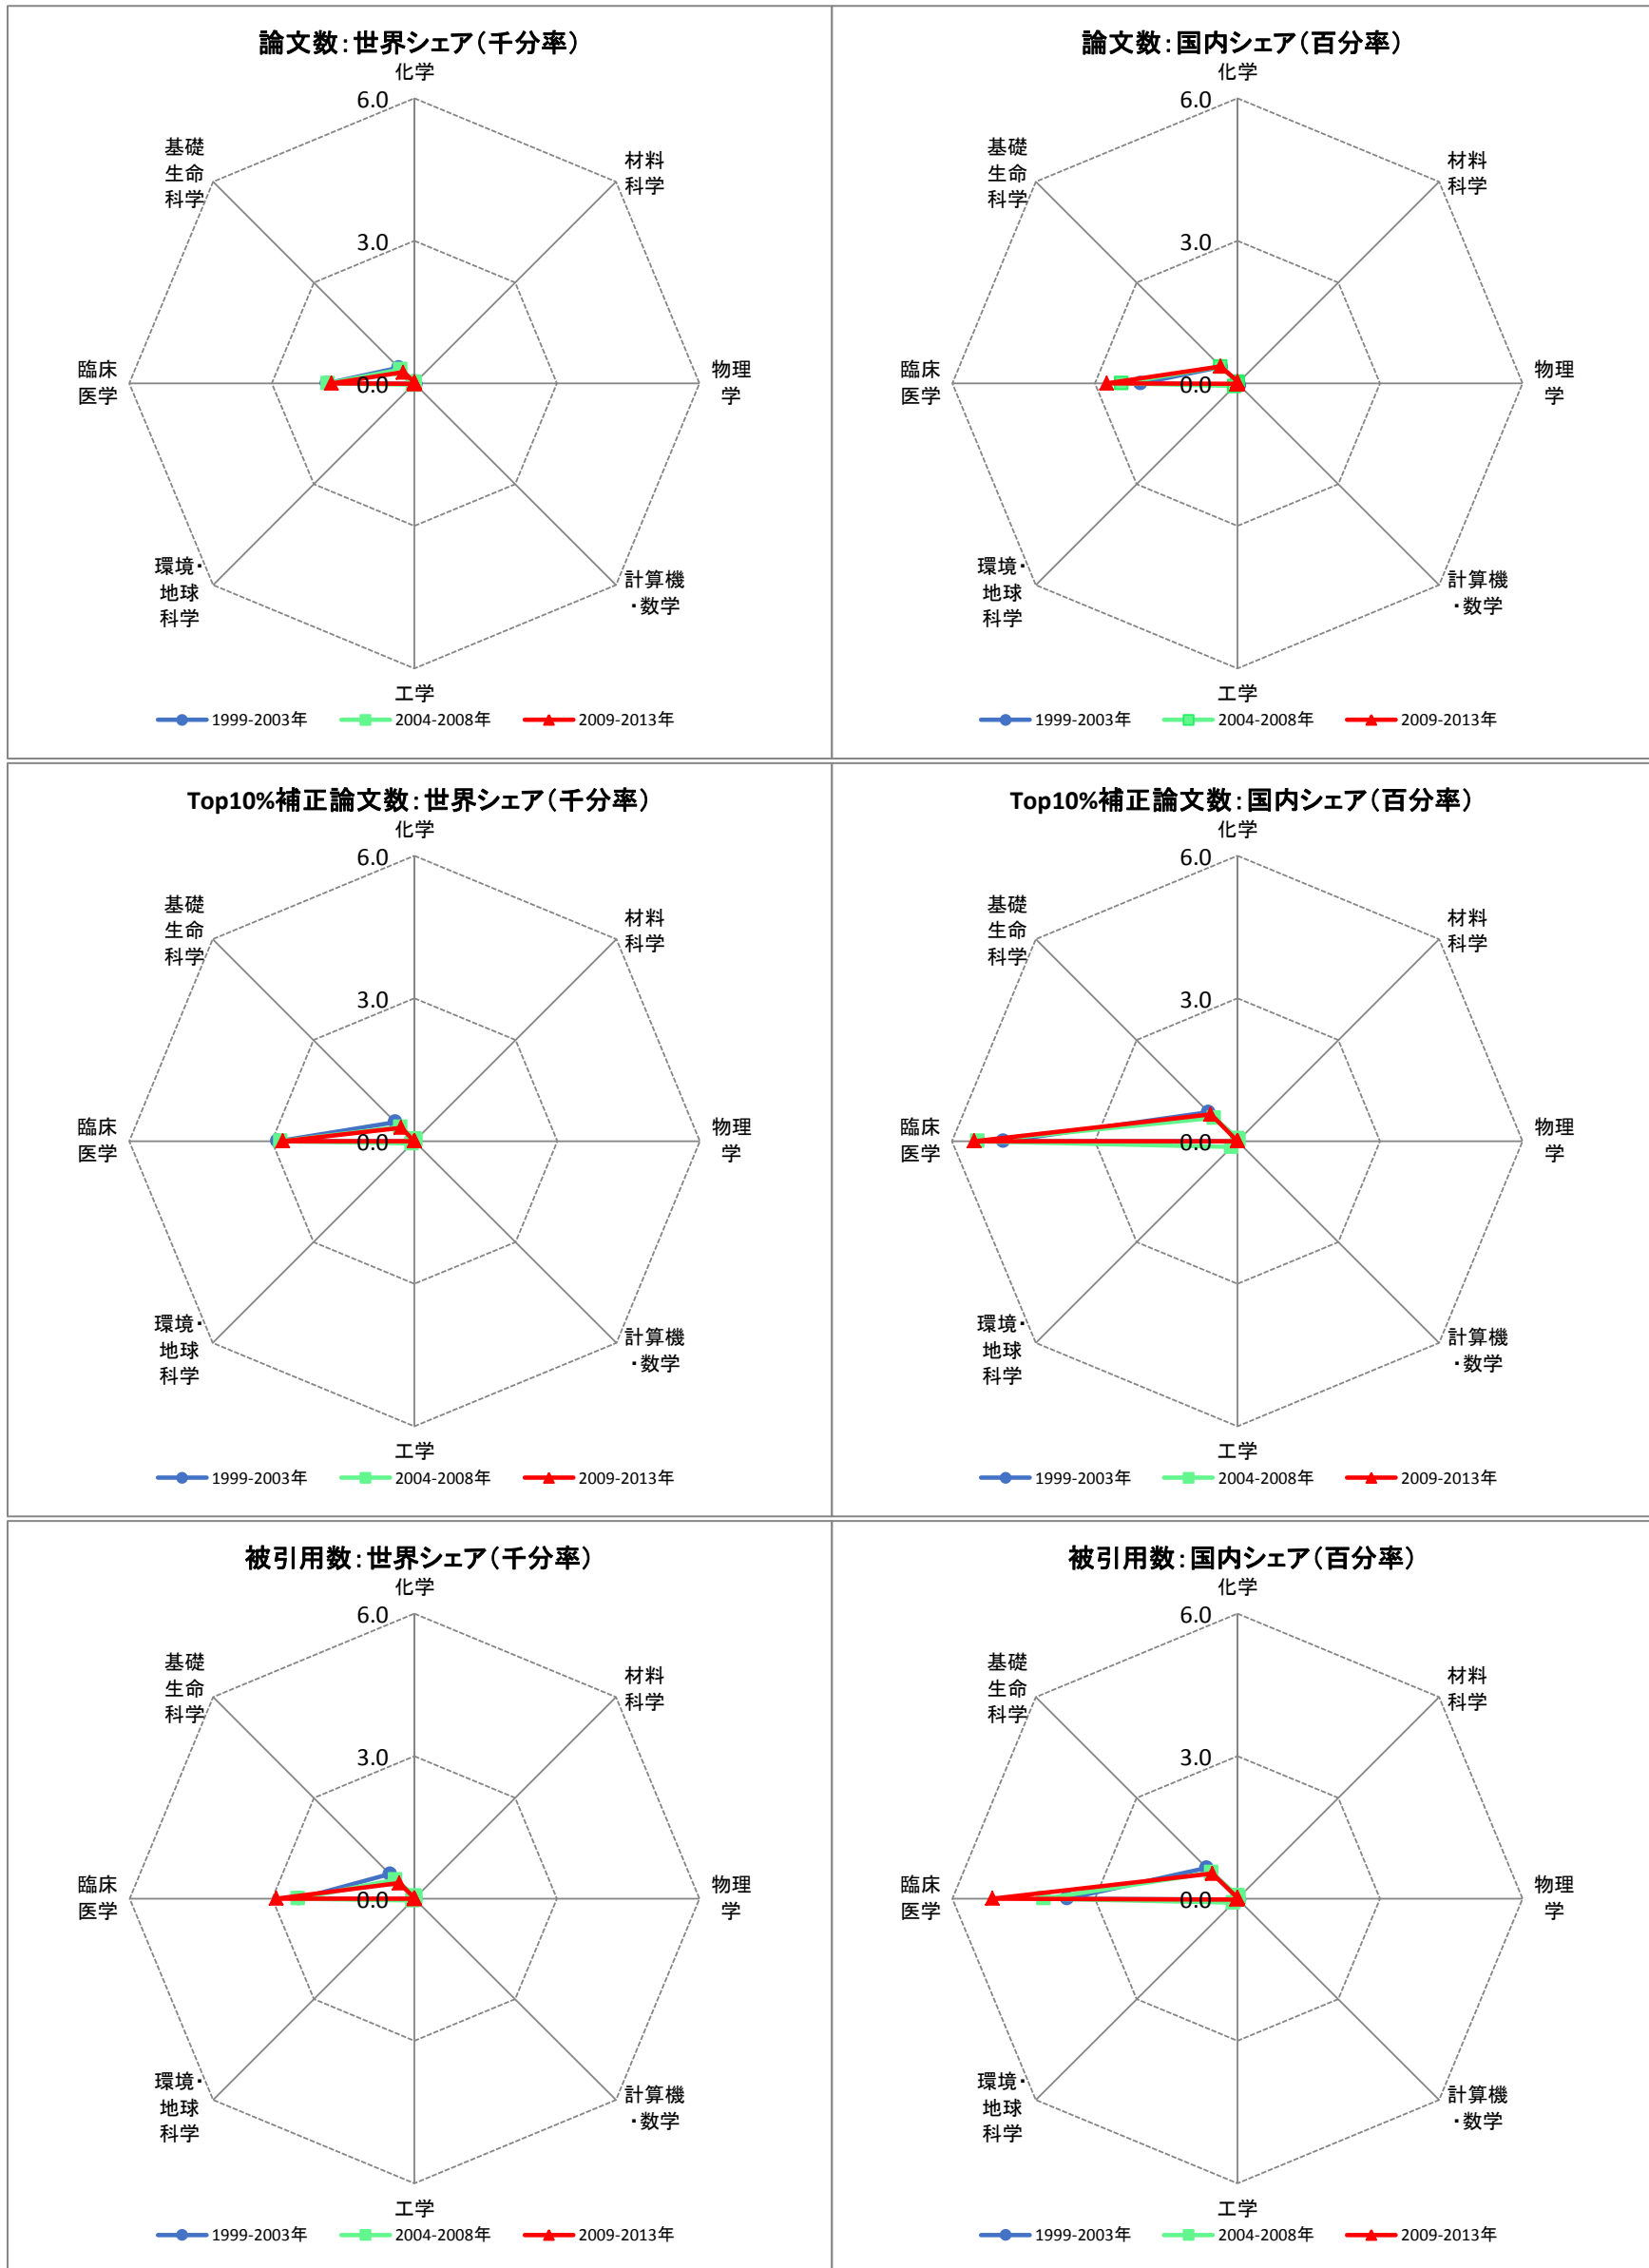 論文数：世界シェア（千分率）
化学
6.0
基礎
生命
科学
材料
科学
3.0
臨床
医学
0.0
物理
学
環境・
地球
科学
計算機
・数学
工学
1999-2003年 2004-2008年 2009-2013年
論文数：国内シェア（百分率）
化学
6.0
基礎
生命
科学
材料
科学
3.0
臨床
医学
0.0
物理
学
環境・
地球
科学
計算機
・数学
工学
1999-2003年 2004-2008年 2009-2013年
Top10%補正論文数：世界シェア（千分率）
化学
6.0
基礎
生命
科学
材料
科学
3.0
臨床
医学
0.0
物理
学
環境・
地球
科学
計算機
・数学
工学
1999-2003年 2004-2008年 2009-2013年
Top10%補正論文数：国内シェア（百分率）
化学
6.0
基礎
生命
科学
材料
科学
3.0
臨床
医学
0.0
物理
学
環境・
地球
科学
計算機
・数学
工学
1999-2003年 2004-2008年 2009-2013年
被引用数：世界シェア（千分率）
化学
6.0
基礎
生命
科学
材料
科学
3.0
臨床
医学
0.0
物理
学
環境・
地球
科学
計算機
・数学
工学
1999-2003年 2004-2008年 2009-2013年
被引用数：国内シェア（百分率）
化学
6.0
基礎
生命
科学
材料
科学
3.0
臨床
医学
0.0
物理
学
環境・
地球
科学
計算機
・数学
工学
1999-2003年 2004-2008年 2009-2013年